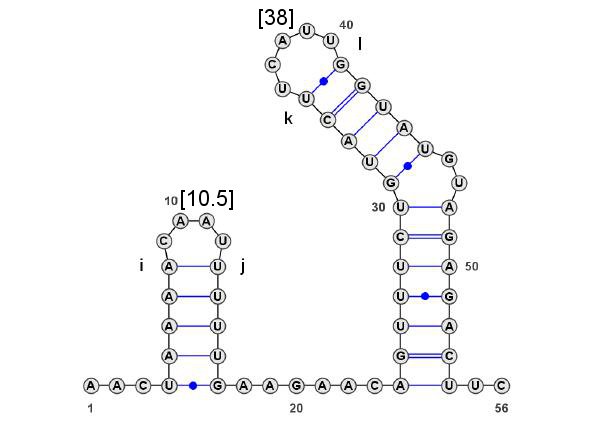 [38]
40
U
A U
l
C G
U G
U
U
k C
A
A
U
G
U
G U
10 [10.5]
30 U A
A A
C U C G
i A U j U A 50
A U U G
A U U A
A U G C
A A C U G A A G A A C A U U C
1 20 56